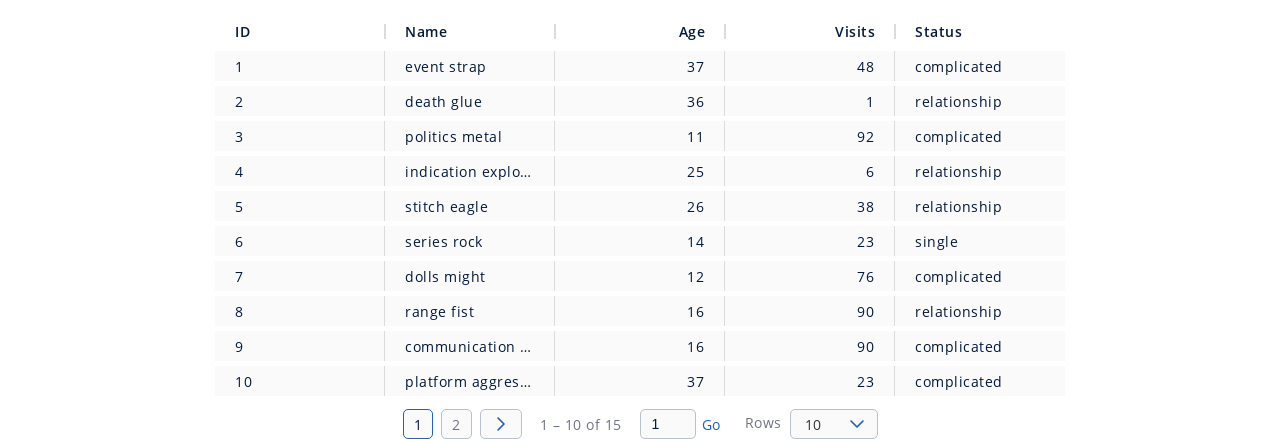 ID Name Age Visits Status
1 event strap 37 48 complicated
2 death glue 36 1 relationship
3 politics metal 11 92 complicated
4 indication explo... 25 6 relationship
5 stitch eagle 26 38 relationship
6 series rock 14 23 single
7 dolls might 12 76 complicated
8 range fist 16 90 relationship
9 communication ... 16 90 complicated
10 platform aggres... 37 23 complicated
1 2 1 – 10 of 15 1 Go Rows 10